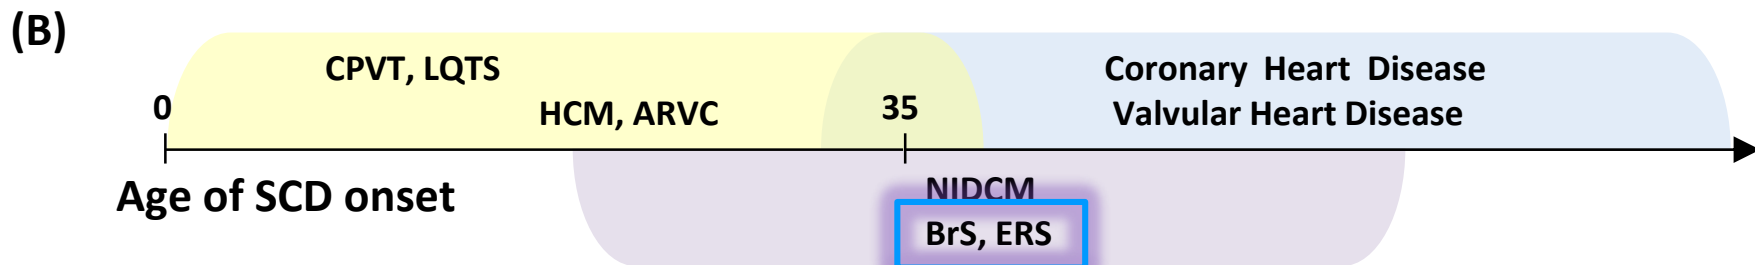 (B)
CPVT, LQTS
Coronary Heart Disease
0
HCM, ARVC
35
Valvular Heart Disease
Age of SCD onset
NIDCM
BrS, ERS